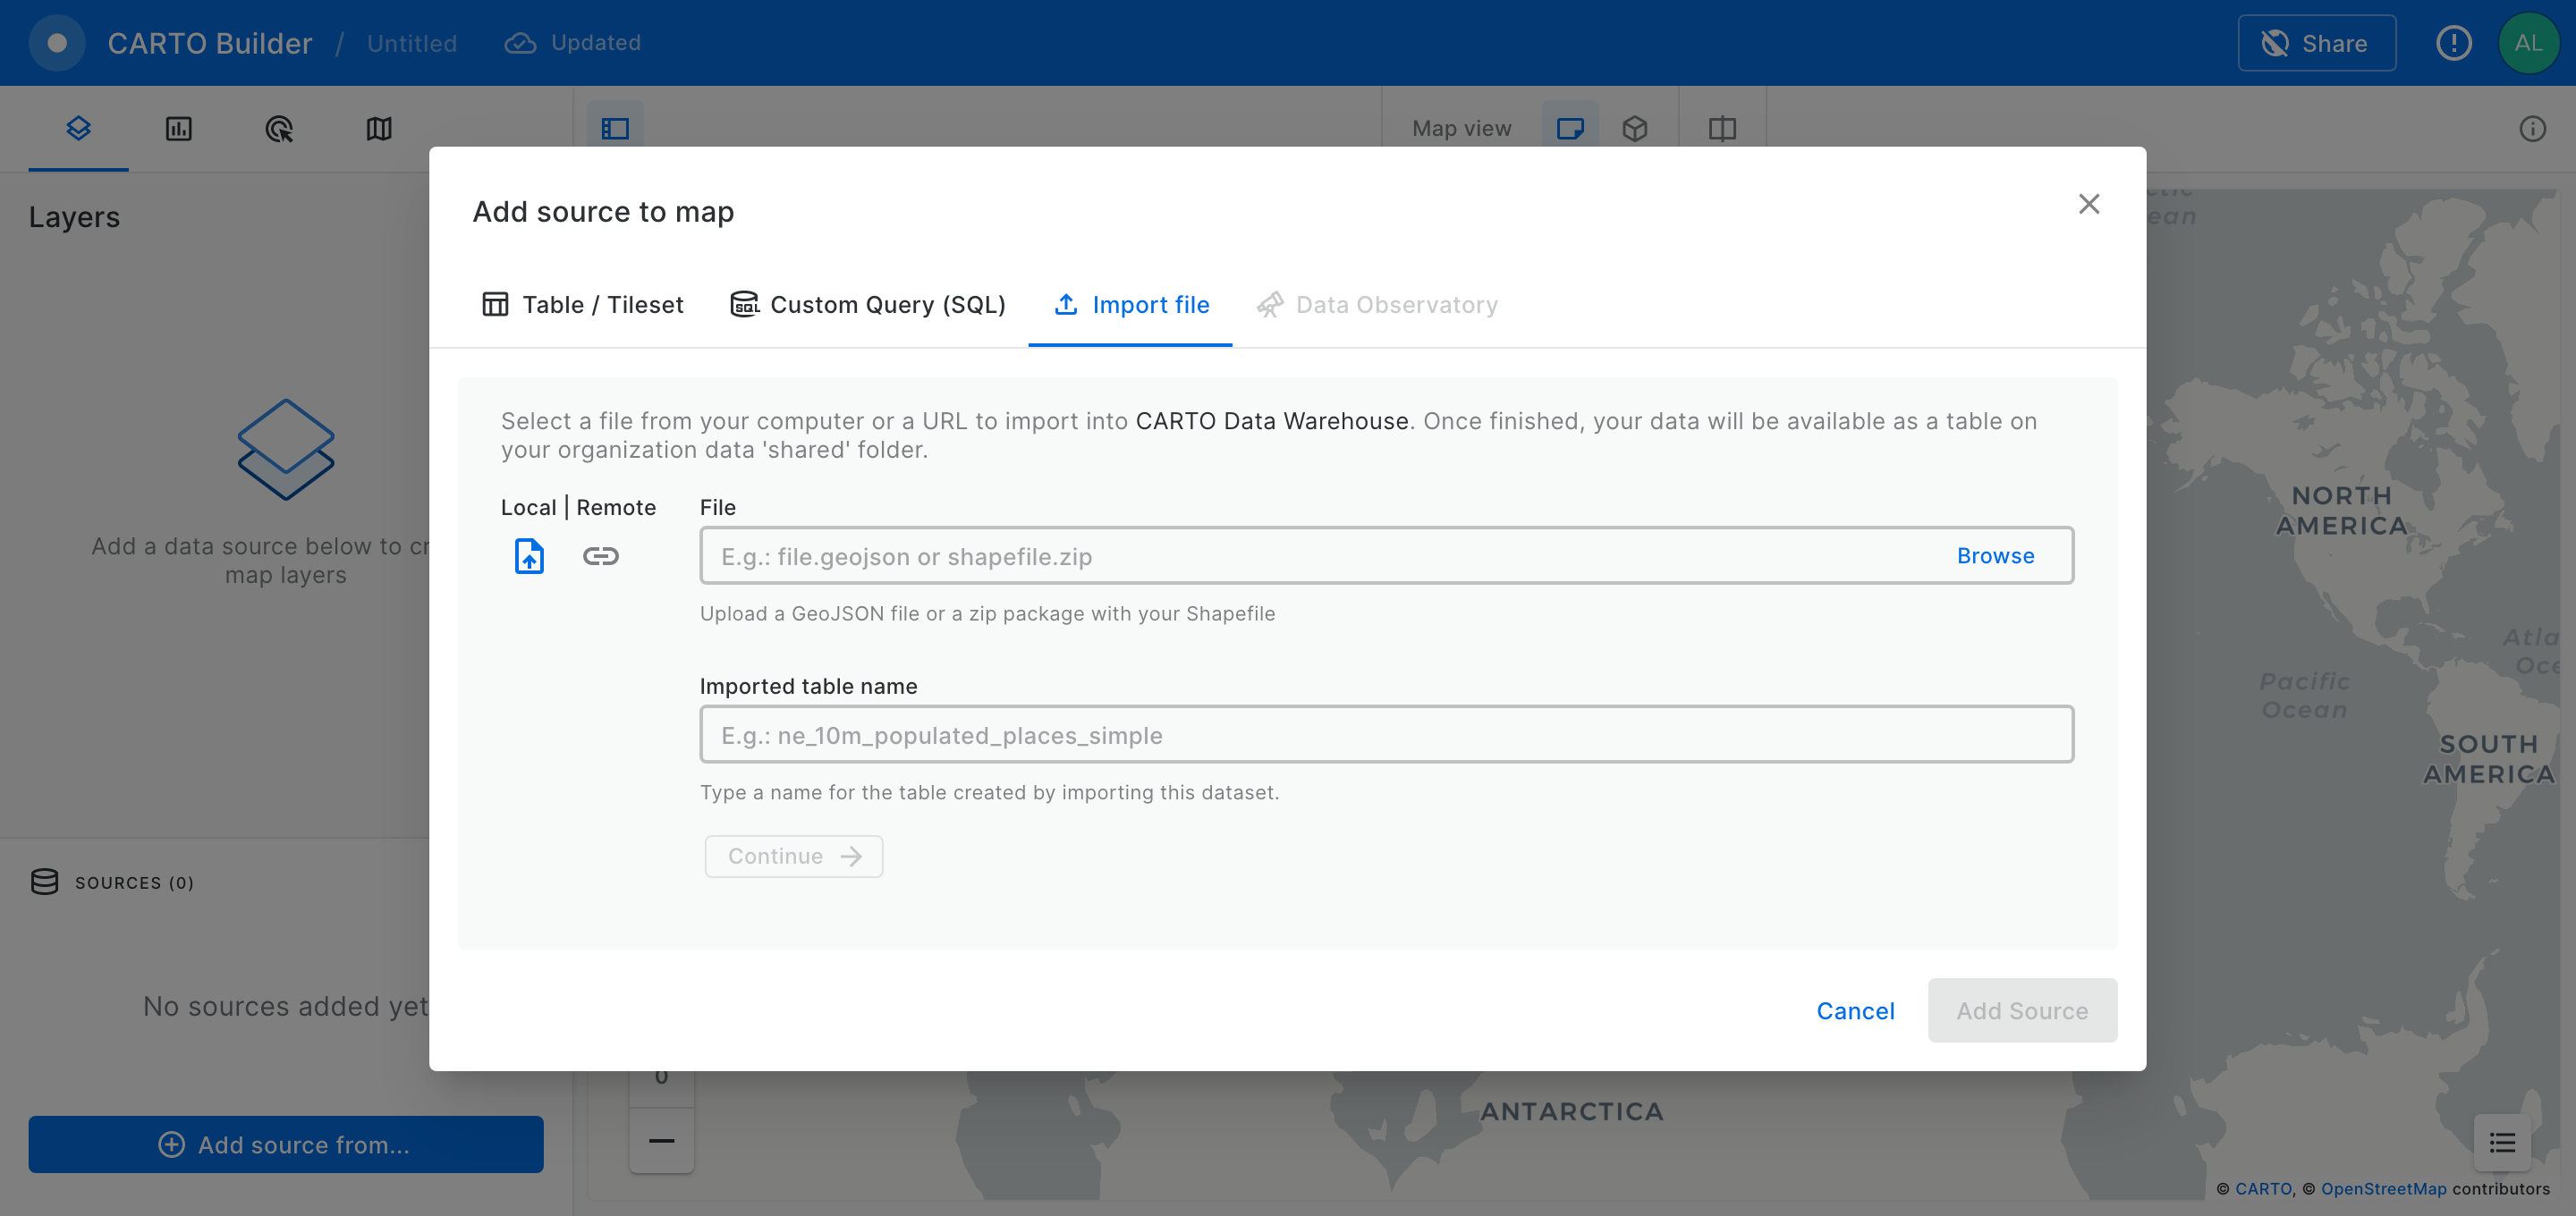 CARTO Builder / Untitled Updated
Share
AL
Map view
Layers
Add a data source below to cr
map layers
SOURCES (0)
No sources added yet
Add source from...
Add source to map
Table / Tileset
Custom Query (SQL)
Import file
Data Observatory
Select a file from your computer or a URL to import into CARTO Data Warehouse. Once finished, your data will be available as a table on
your organization data 'shared' folder.
Local | Remote
File
E.g.: file.geojson or shapefile.zip
Browse
Upload a GeoJSON file or a zip package with your Shapefile
Imported table name
E.g.: ne_10m_populated_places_simple
Type a name for the table created by importing this dataset.
Continue
Cancel
Add Source
NORTH
AMERICA
Pacific
Ocean
Atla
Oce
SOUTH
AMERICA
ANTARCTICA
0
© CARTO, © OpenStreetMap contributors